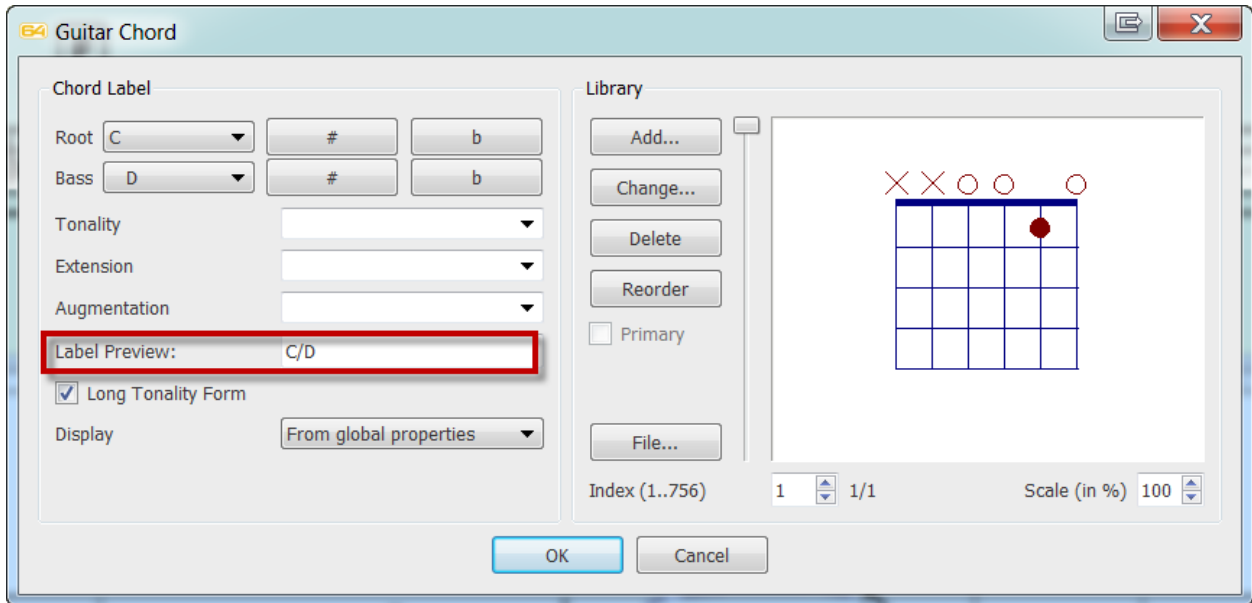 64 Guitar Chord
Chord Label
Root C # b
Bass D # b
Tonality
Extension
Augmentation
Label Preview: C/D
Long Tonality Form
Display From global properties
Library
Add...
Change...
Delete
Reorder
Primary
File...
Index (1..756) 1 1/1 Scale (in %) 100
OK Cancel